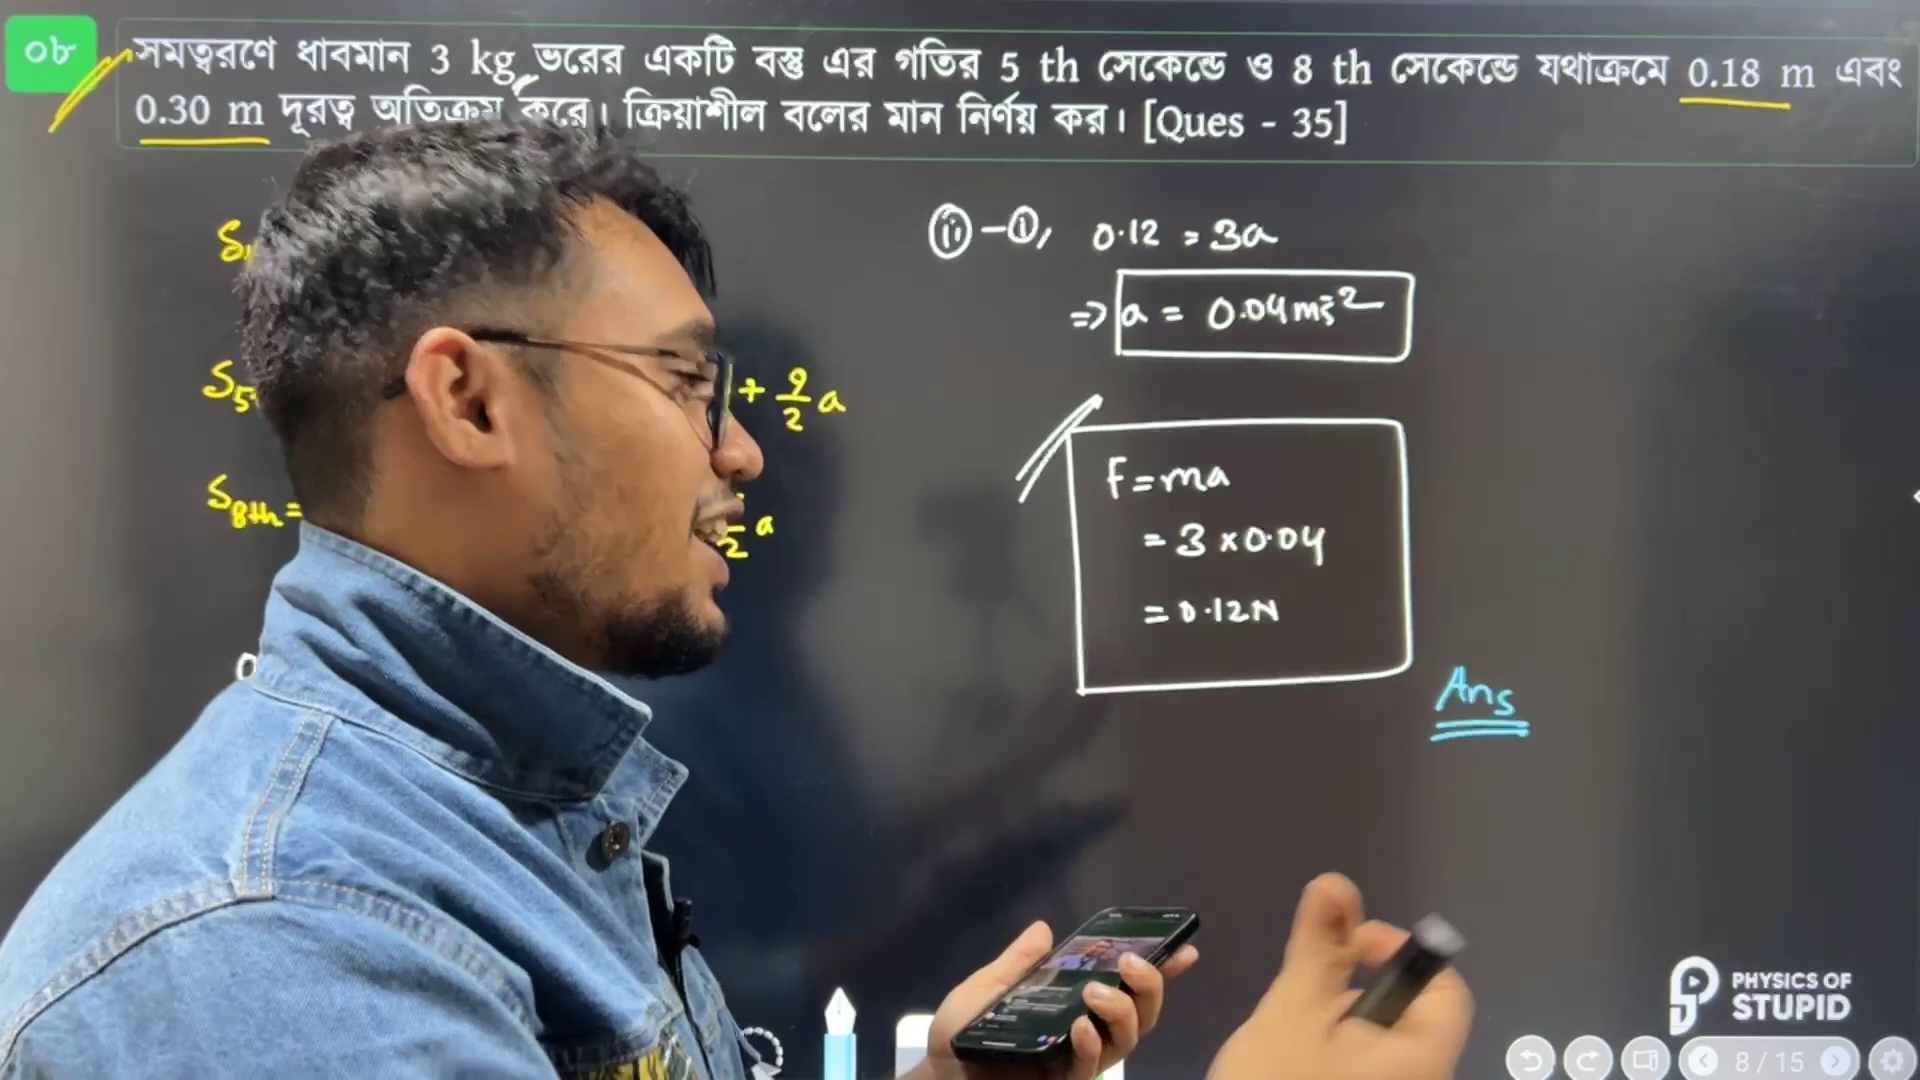 ০৮
সমত্বরণে ধাবমান 3 kg ভরের একটি বস্তু এর গতির 5 th সেকেন্ডে ও 8 th সেকেন্ডে যথাক্রমে 0.18 m এবং
0.30 m দূরত্ব অতিক্রম করে। ক্রিয়াশীল বলের মান নির্ণয় কর। [Ques - 35]
+ 9/2 a
S8th =
a
ⓘⓘ - ⓘ, 0.12 = 3a
=> a = 0.04 ms-2
F = ma
= 3 × 0.04
= 0.12N
Ans
PHYSICS OF
STUPID
8 / 15